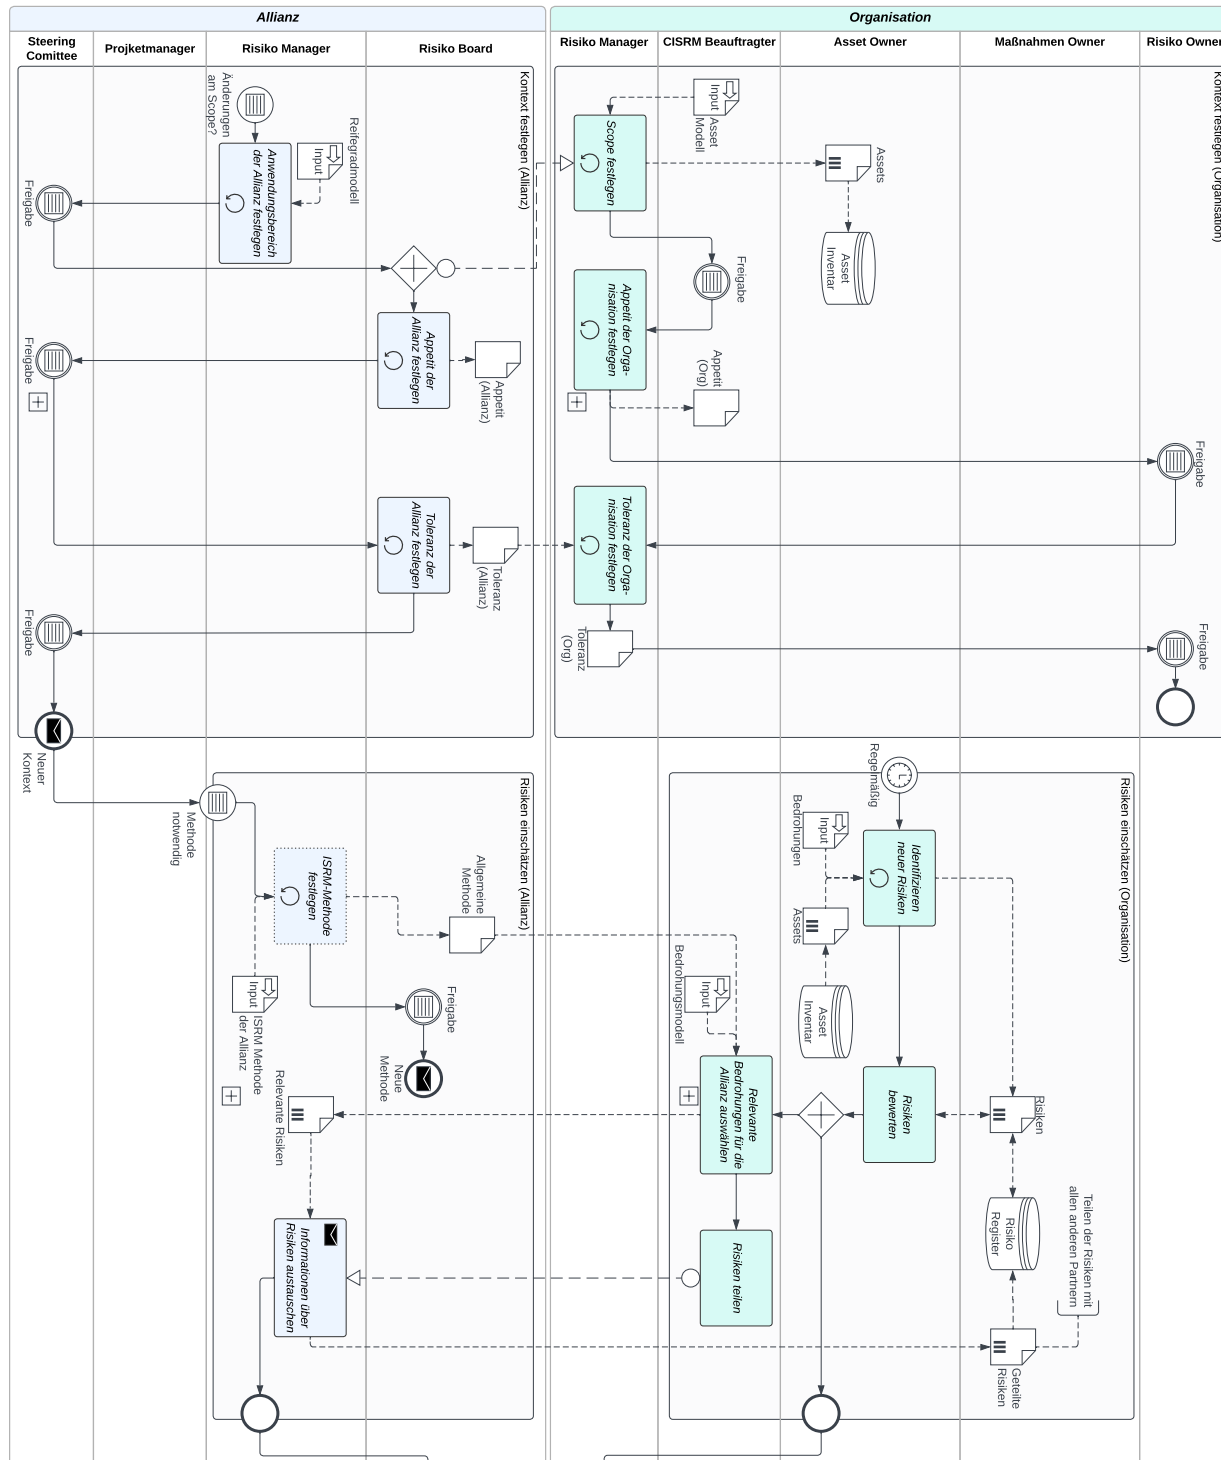 Allianz
Organisation
Steering
Comittee
Projketmanager
Risiko Manager
Risiko Board
Risiko Manager
CISRM Beauftragter
Asset Owner
Maßnahmen Owner
Risiko Owner
Kontext festlegen (Allianz)
Änderungen
am Scope?
Reifegradmodell
Input
Anwendungsbereich
der Allianz festlegen
Freigabe
Appetit der
Allianz festlegen
Appetit
(Allianz)
Freigabe
Toleranz der
Allianz festlegen
Toleranz
(Allianz)
Freigabe
Neuer
Kontext
Kontext festlegen (Organisation)
Input
Asset
Modell
Scope festlegen
Assets
Asset
Inventar
Freigabe
Appetit der Orga-
nisation festlegen
Appetit
(Org)
Freigabe
Toleranz der Orga-
nisation festlegen
Toleranz
(Org)
Freigabe
Risiken einschätzen (Allianz)
Methode
notwendig
ISRM-Methode
festlegen
Allgemeine
Methode
Input
ISRM Methode
der Allianz
Freigabe
Neue
Methode
Relevante Risiken
Informationen über
Risiken austauschen
Risiken einschätzen (Organisation)
Regelmäßig
Bedrohungen
Input
Identifizieren
neuer Risiken
Assets
Asset
Inventar
Bedrohungsmodell
Input
Relevante
Bedrohungen für die
Allianz auswählen
Risiken
bewerten
Risiken
Risiko
Register
Teilen der Risiken mit
allen anderen Partnern
Risiken teilen
Geteilte
Risiken